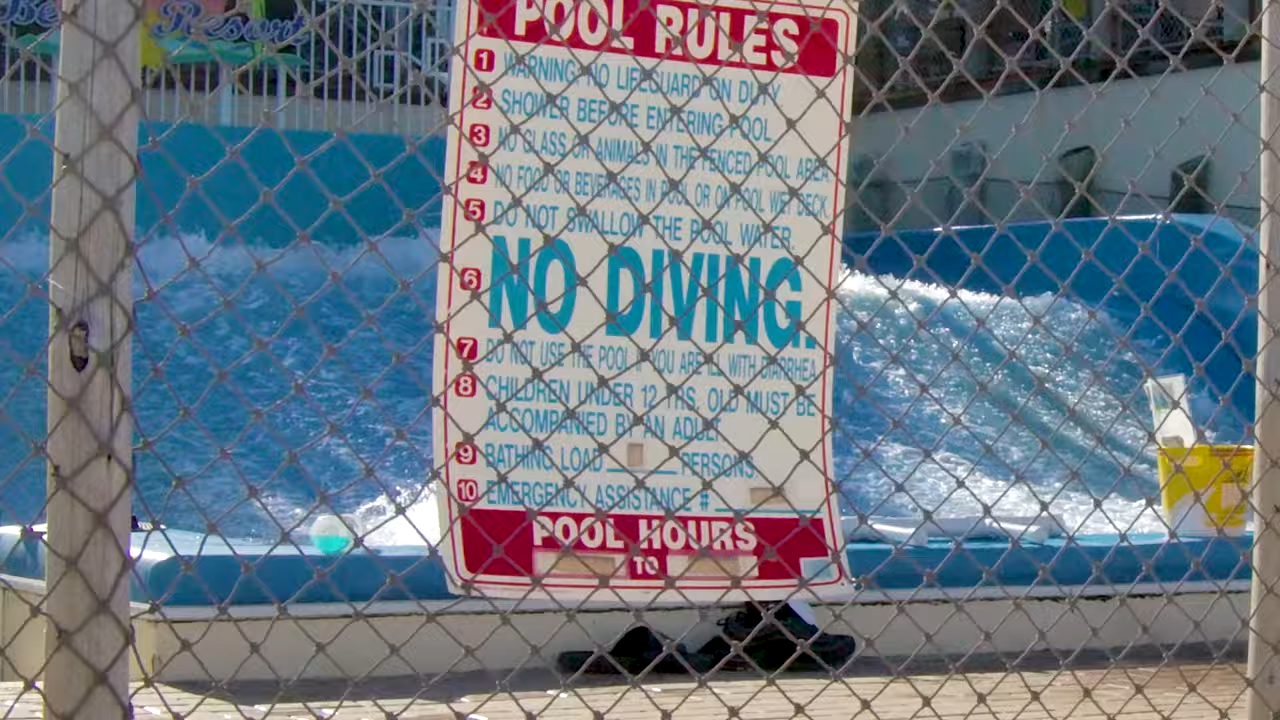 Be Resort
POOL RULES
1 WARNING-NO LIFEGUARD ON DUTY
2 SHOWER BEFORE ENTERING POOL
3 NO GLASS OR ANIMALS IN THE FENCED POOL AREA
4 NO FOOD OR BEVERAGES IN POOL OR ON POOL WET DECK.
5 DO NOT SWALLOW THE POOL WATER.
6 NO DIVING.
7 DO NOT USE THE POOL IF YOU ARE ILL WITH DIARRHEA
8 CHILDREN UNDER 12 YRS. OLD MUST BE
ACCOMPANIED BY AN ADULT
9 BATHING LOAD ____ PERSONS
10 EMERGENCY ASSISTANCE # ____
POOL HOURS
TO